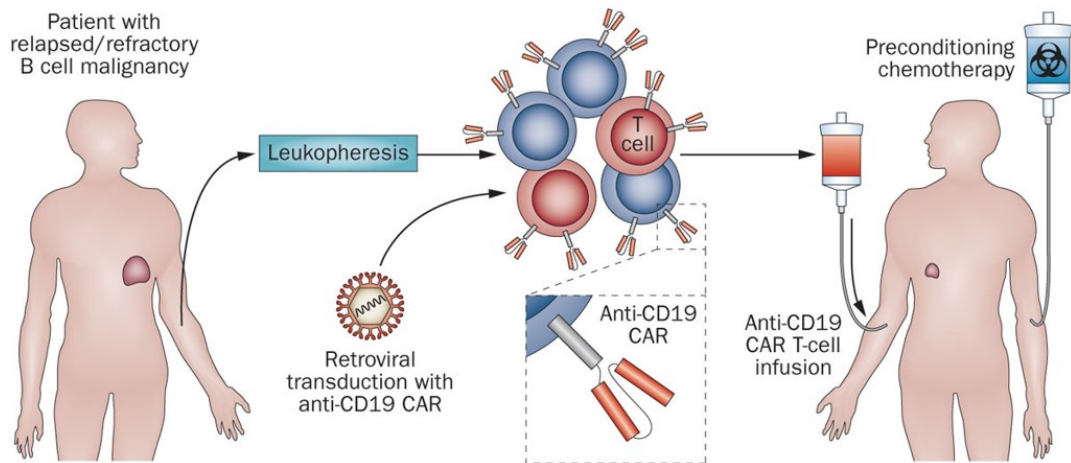 Patient with
relapsed/refractory
B cell malignancy
Leukopheresis
Retroviral
transduction with
anti-CD19 CAR
T
cell
Anti-CD19
CAR
Anti-CD19
CAR T-cell
infusion
Preconditioning
chemotherapy